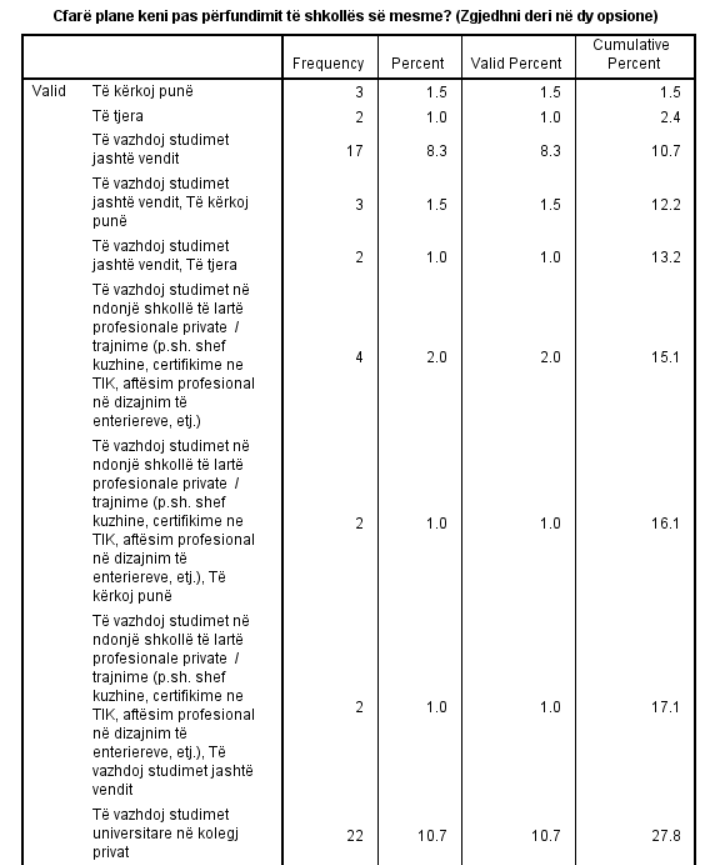 Cfarë plane keni pas përfundimit të shkollës së mesme? (Zgjedhni deri në dy opsione)
Frequency Percent Valid Percent Cumulative
Percent
Valid Të kërkoj punë 3 1.5 1.5 1.5
Të tjera 2 1.0 1.0 2.4
Të vazhdoj studimet
jashtë vendit 17 8.3 8.3 10.7
Të vazhdoj studimet
jashtë vendit, Të kërkoj
punë 3 1.5 1.5 12.2
Të vazhdoj studimet
jashtë vendit, Të tjera 2 1.0 1.0 13.2
Të vazhdoj studimet në
ndonjë shkollë të lartë
profesionale private /
trajnime (p.sh. shef
kuzhine, certifikime ne
TIK, aftësim profesional
në dizajnim të
enteriereve, etj.) 4 2.0 2.0 15.1
Të vazhdoj studimet në
ndonjë shkollë të lartë
profesionale private /
trajnime (p.sh. shef
kuzhine, certifikime ne
TIK, aftësim profesional
në dizajnim të
enteriereve, etj.), Të
kërkoj punë 2 1.0 1.0 16.1
Të vazhdoj studimet në
ndonjë shkollë të lartë
profesionale private /
trajnime (p.sh. shef
kuzhine, certifikime ne
TIK, aftësim profesional
në dizajnim të
enteriereve, etj.), Të
vazhdoj studimet jashtë
vendit 2 1.0 1.0 17.1
Të vazhdoj studimet
universitare në kolegj
privat 22 10.7 10.7 27.8